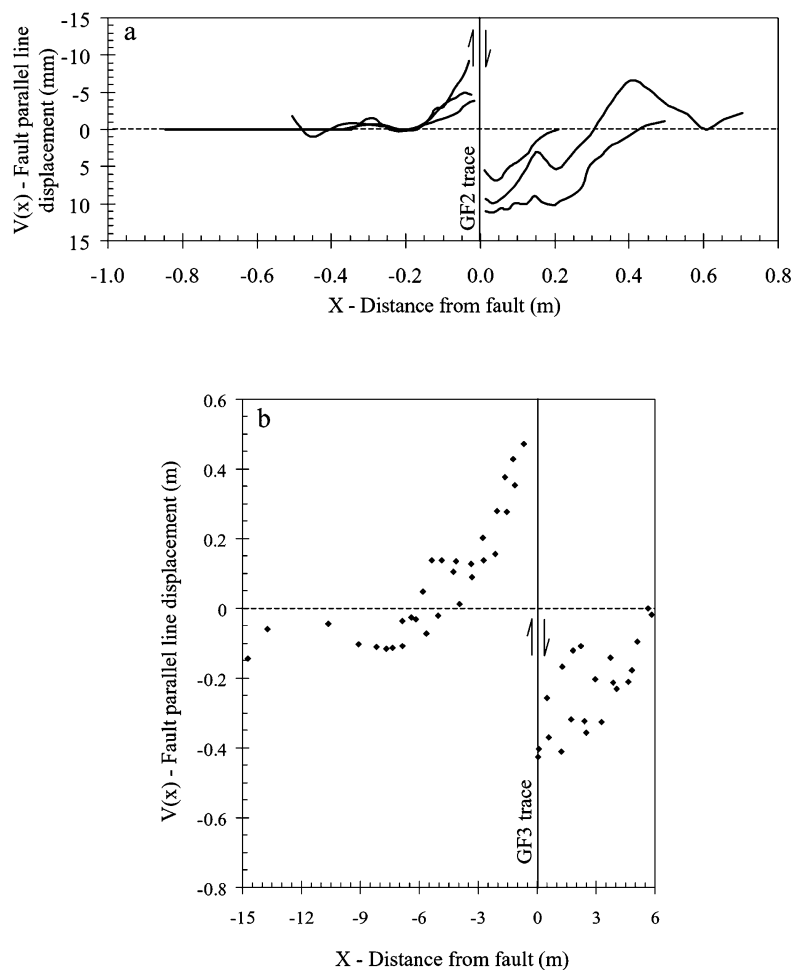 a
V(x) - Fault parallel line
displacement (mm)
-15
-10
-5
0
5
10
15
GF2 trace
-1.0 -0.8 -0.6 -0.4 -0.2 0.0 0.2 0.4 0.6 0.8
X - Distance from fault (m)
b
V(x) - Fault parallel line displacement (m)
0.6
0.4
0.2
0
-0.2
-0.4
-0.6
-0.8
GF3 trace
-15 -12 -9 -6 -3 0 3 6
X - Distance from fault (m)